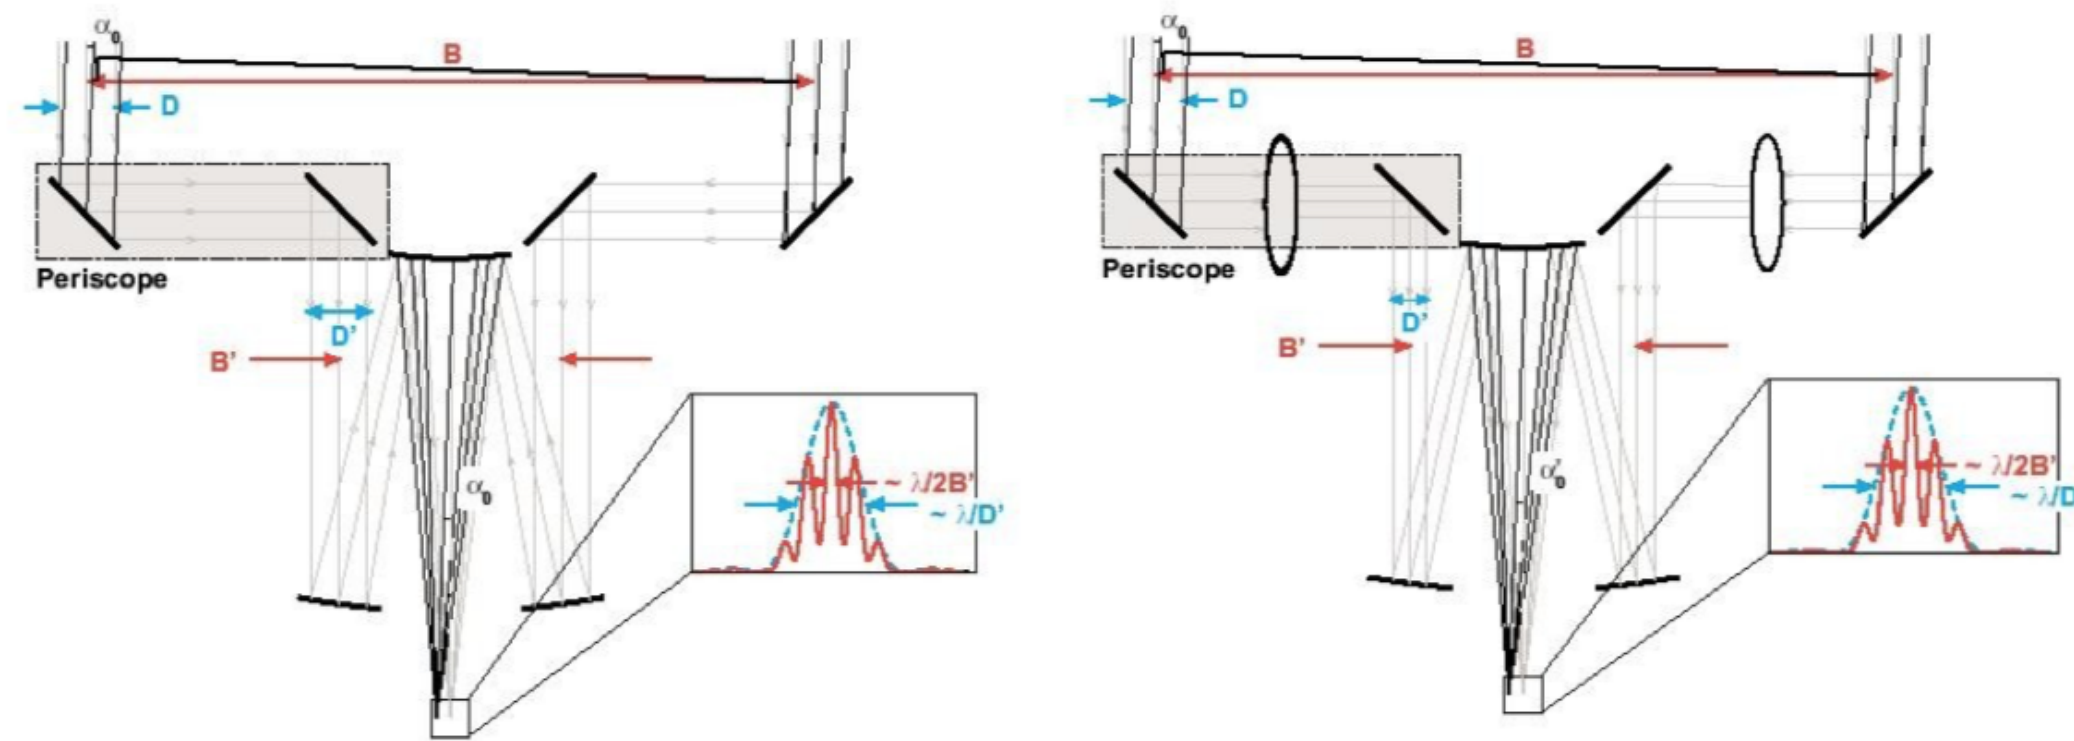 α₀
B
D
Periscope
D'
B'
α₀
~ λ/2B'
~ λ/D'
α₀
B
D
Periscope
D'
B'
α'₀
~ λ/2B'
~ λ/D